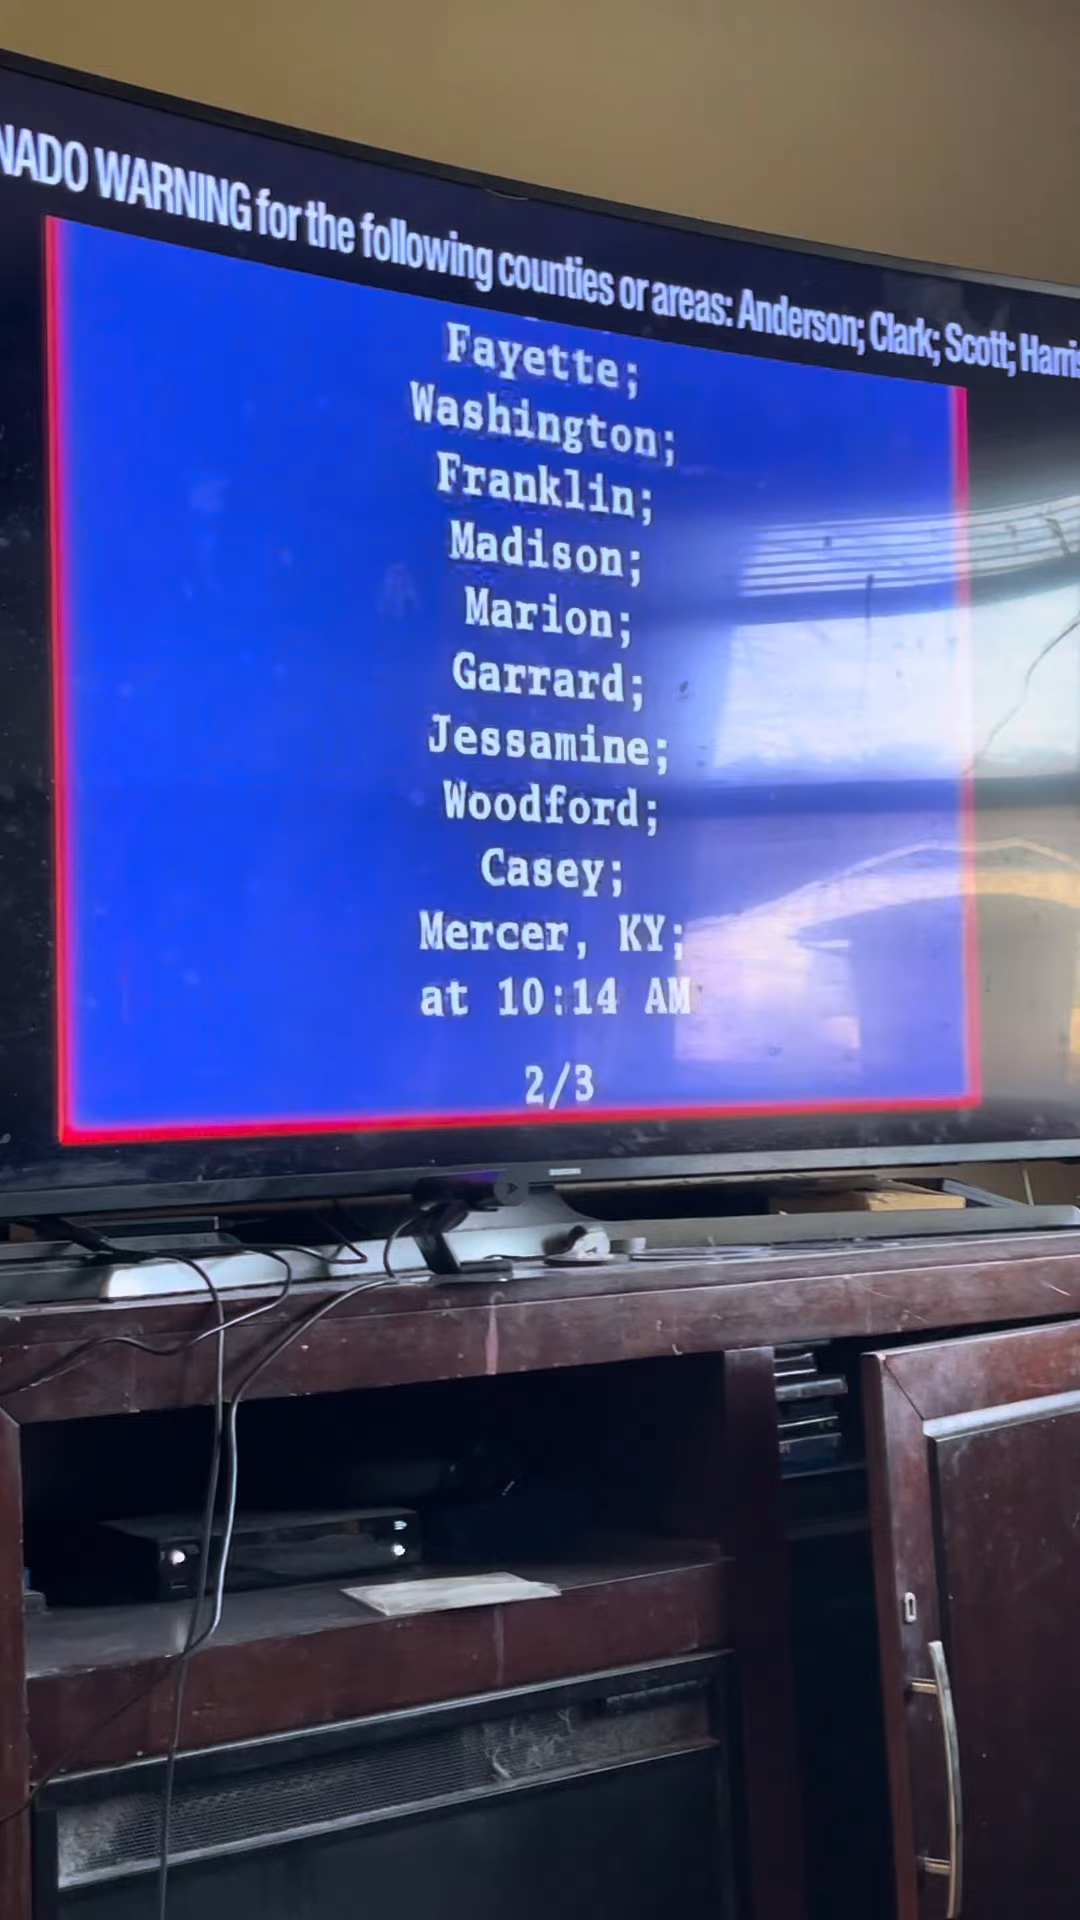 NADO WARNING for the following counties or areas: Anderson; Clark; Scott; Harris
Fayette;
Washington;
Franklin;
Madison;
Marion;
Garrard;
Jessamine;
Woodford;
Casey;
Mercer, KY;
at 10:14 AM
2/3